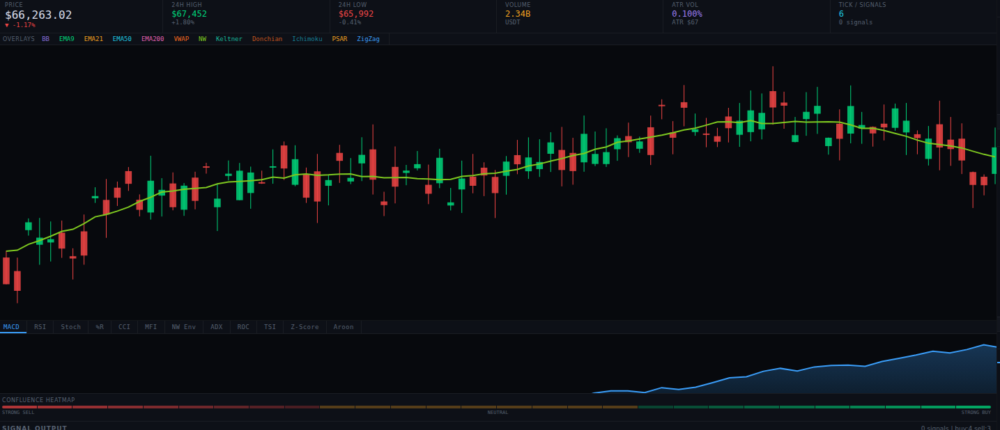 PRICE
$66,263.02
▼ -1.17%
24H HIGH
$67,452
+1.80%
24H LOW
$65,992
-0.41%
VOLUME
2.34B
USDT
ATR VOL
0.100%
ATR $67
TICK / SIGNALS
6
0 signals
OVERLAYS BB EMA9 EMA21 EMA50 EMA200 VWAP NW Keltner Donchian Ichimoku PSAR ZigZag
MACD RSI Stoch %R CCI MFI NW Env ADX ROC TSI Z-Score Aroon
CONFLUENCE HEATMAP
STRONG SELL NEUTRAL STRONG BUY
SIGNAL OUTPUT 0 signals | buy:4 sell:3